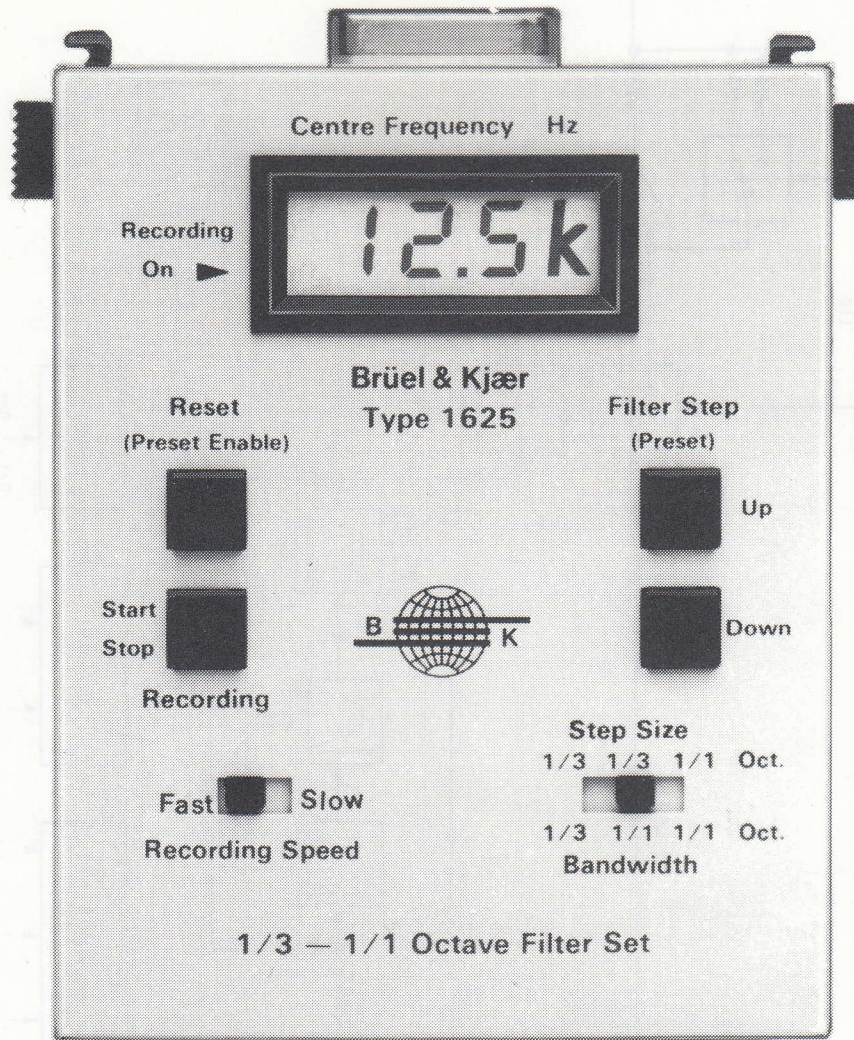 Centre Frequency Hz
12.5k
Recording
On
Brüel & Kjær
Type 1625
Reset
(Preset Enable)
Filter Step
(Preset)
Up
Start
Stop
Recording
B K
Down
Step Size
1/3 1/3 1/1 Oct.
1/3 1/1 1/1 Oct.
Bandwidth
Fast Slow
Recording Speed
1/3 — 1/1 Octave Filter Set